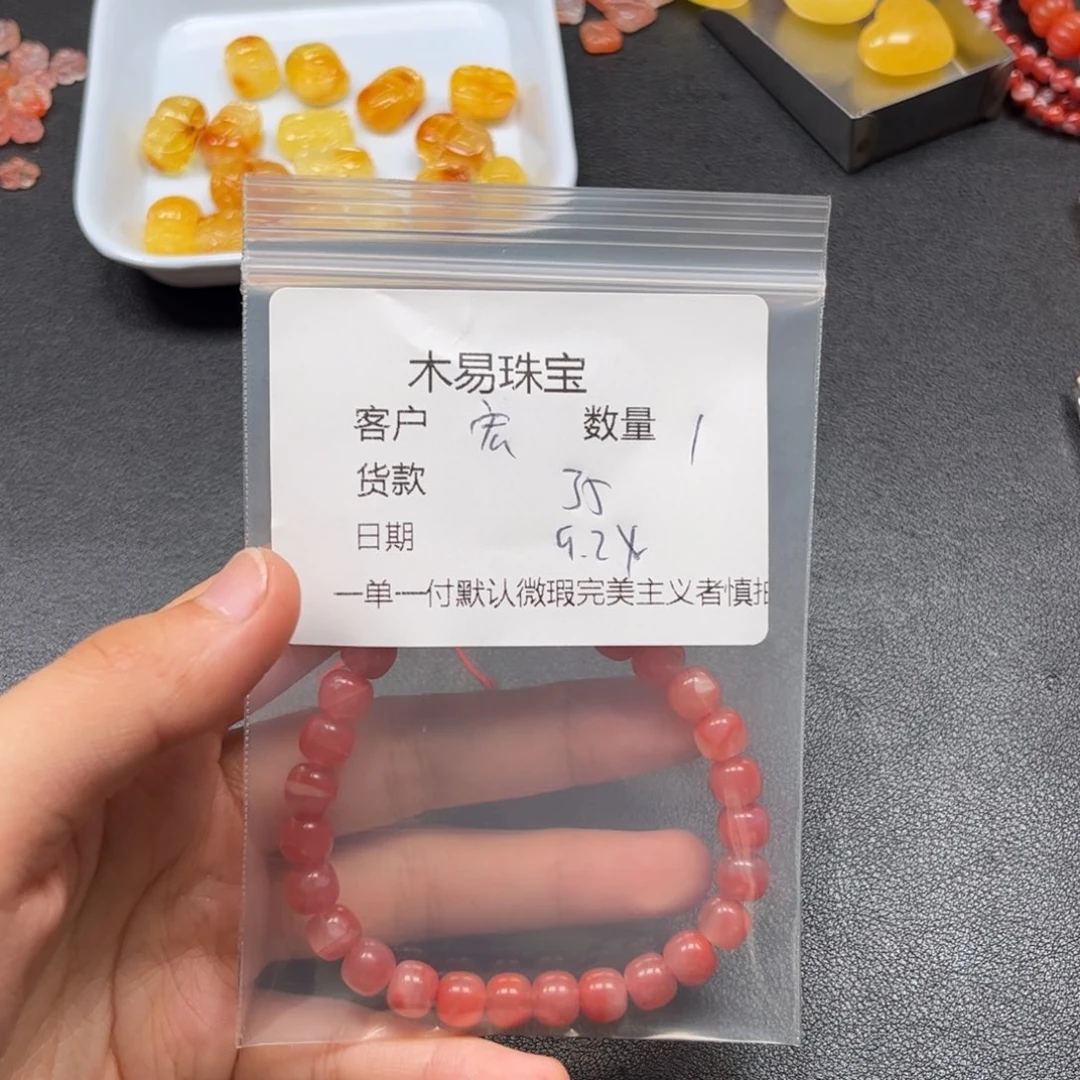 木易珠宝
客户 宏 数量 1
货款 35
日期 9.24
一单一付默认微瑕完美主义者慎拍